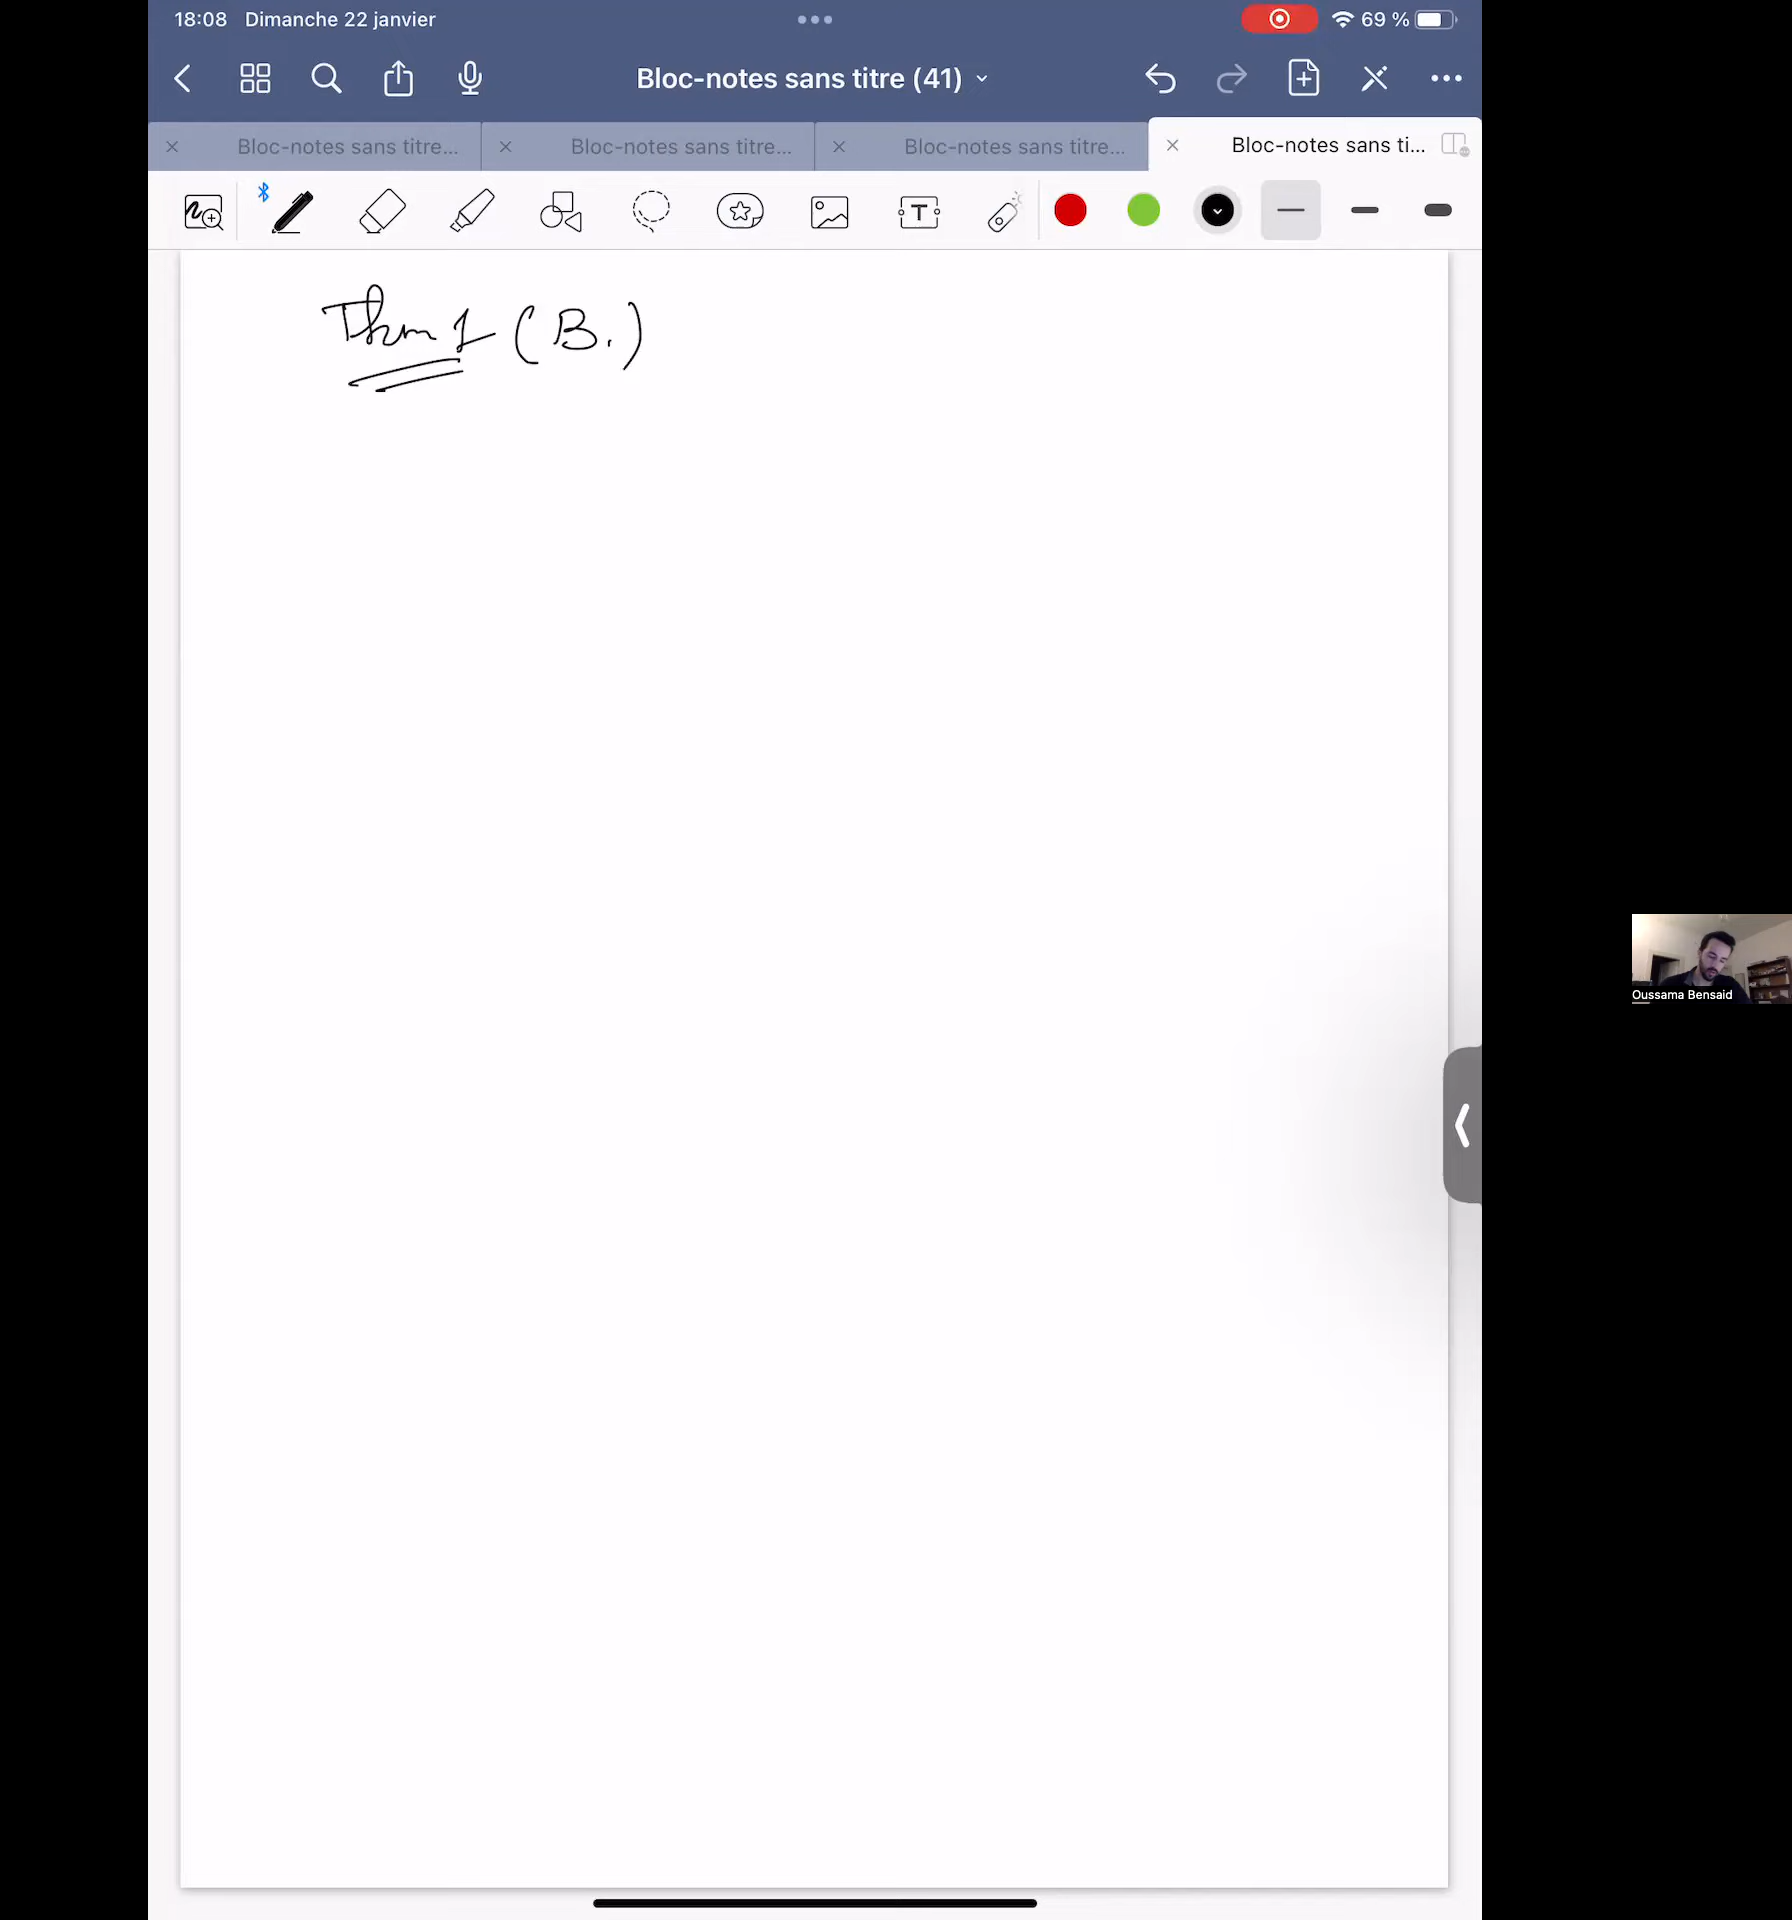 18:08 Dimanche 22 janvier 69 %
Bloc-notes sans titre (41)
Bloc-notes sans titre... Bloc-notes sans titre... Bloc-notes sans titre... Bloc-notes sans ti...
T
Thm 1 (B.)
Oussama Bensaid